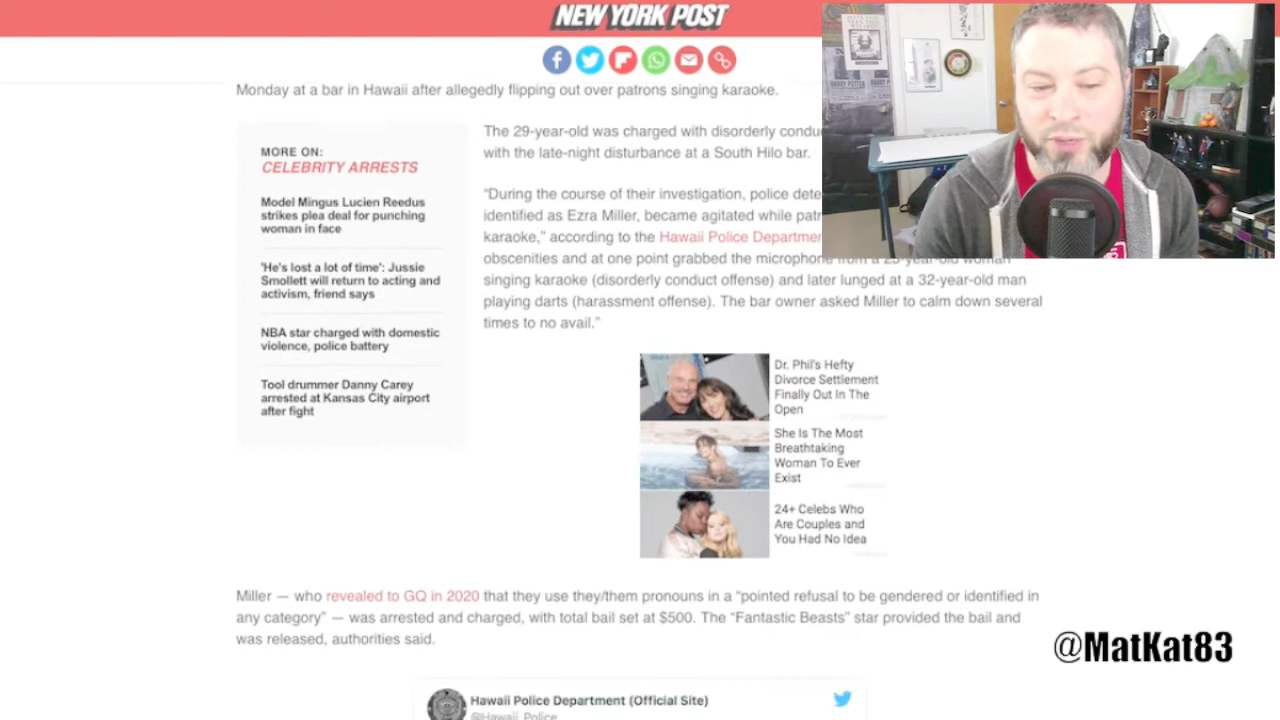 NEW YORK POST
Monday at a bar in Hawaii after allegedly flipping out over patrons singing karaoke.
MORE ON:
CELEBRITY ARRESTS
Model Mingus Lucien Reedus
strikes plea deal for punching
woman in face
'He's lost a lot of time': Jussie
Smollett will return to acting and
activism, friend says
NBA star charged with domestic
violence, police battery
Tool drummer Danny Carey
arrested at Kansas City airport
after fight
The 29-year-old was charged with disorderly
with the late-night disturbance at a South Hilo bar.
“During the course of their investigation, police
identified as Ezra Miller, became agitated while
karaoke,” according to the Hawaii Police
obscenities and at one point grabbed the microphone from a woman
singing karaoke (disorderly conduct offense) and later lunged at a 32-year-old man
playing darts (harassment offense). The bar owner asked Miller to calm down several
times to no avail.”
Dr. Phil's Hefty
Divorce Settlement
Finally Out In The
Open
She Is The Most
Breathtaking
Woman To Ever
Exist
24+ Celebs Who
Are Couples and
You Had No Idea
Miller — who revealed to GQ in 2020 that they use they/them pronouns in a “pointed refusal to be gendered or identified in
any category” — was arrested and charged, with total bail set at $500. The “Fantastic Beasts” star provided the bail and
was released, authorities said.
@MatKat83
Hawaii Police Department (Official Site)
@Hawaii_Police